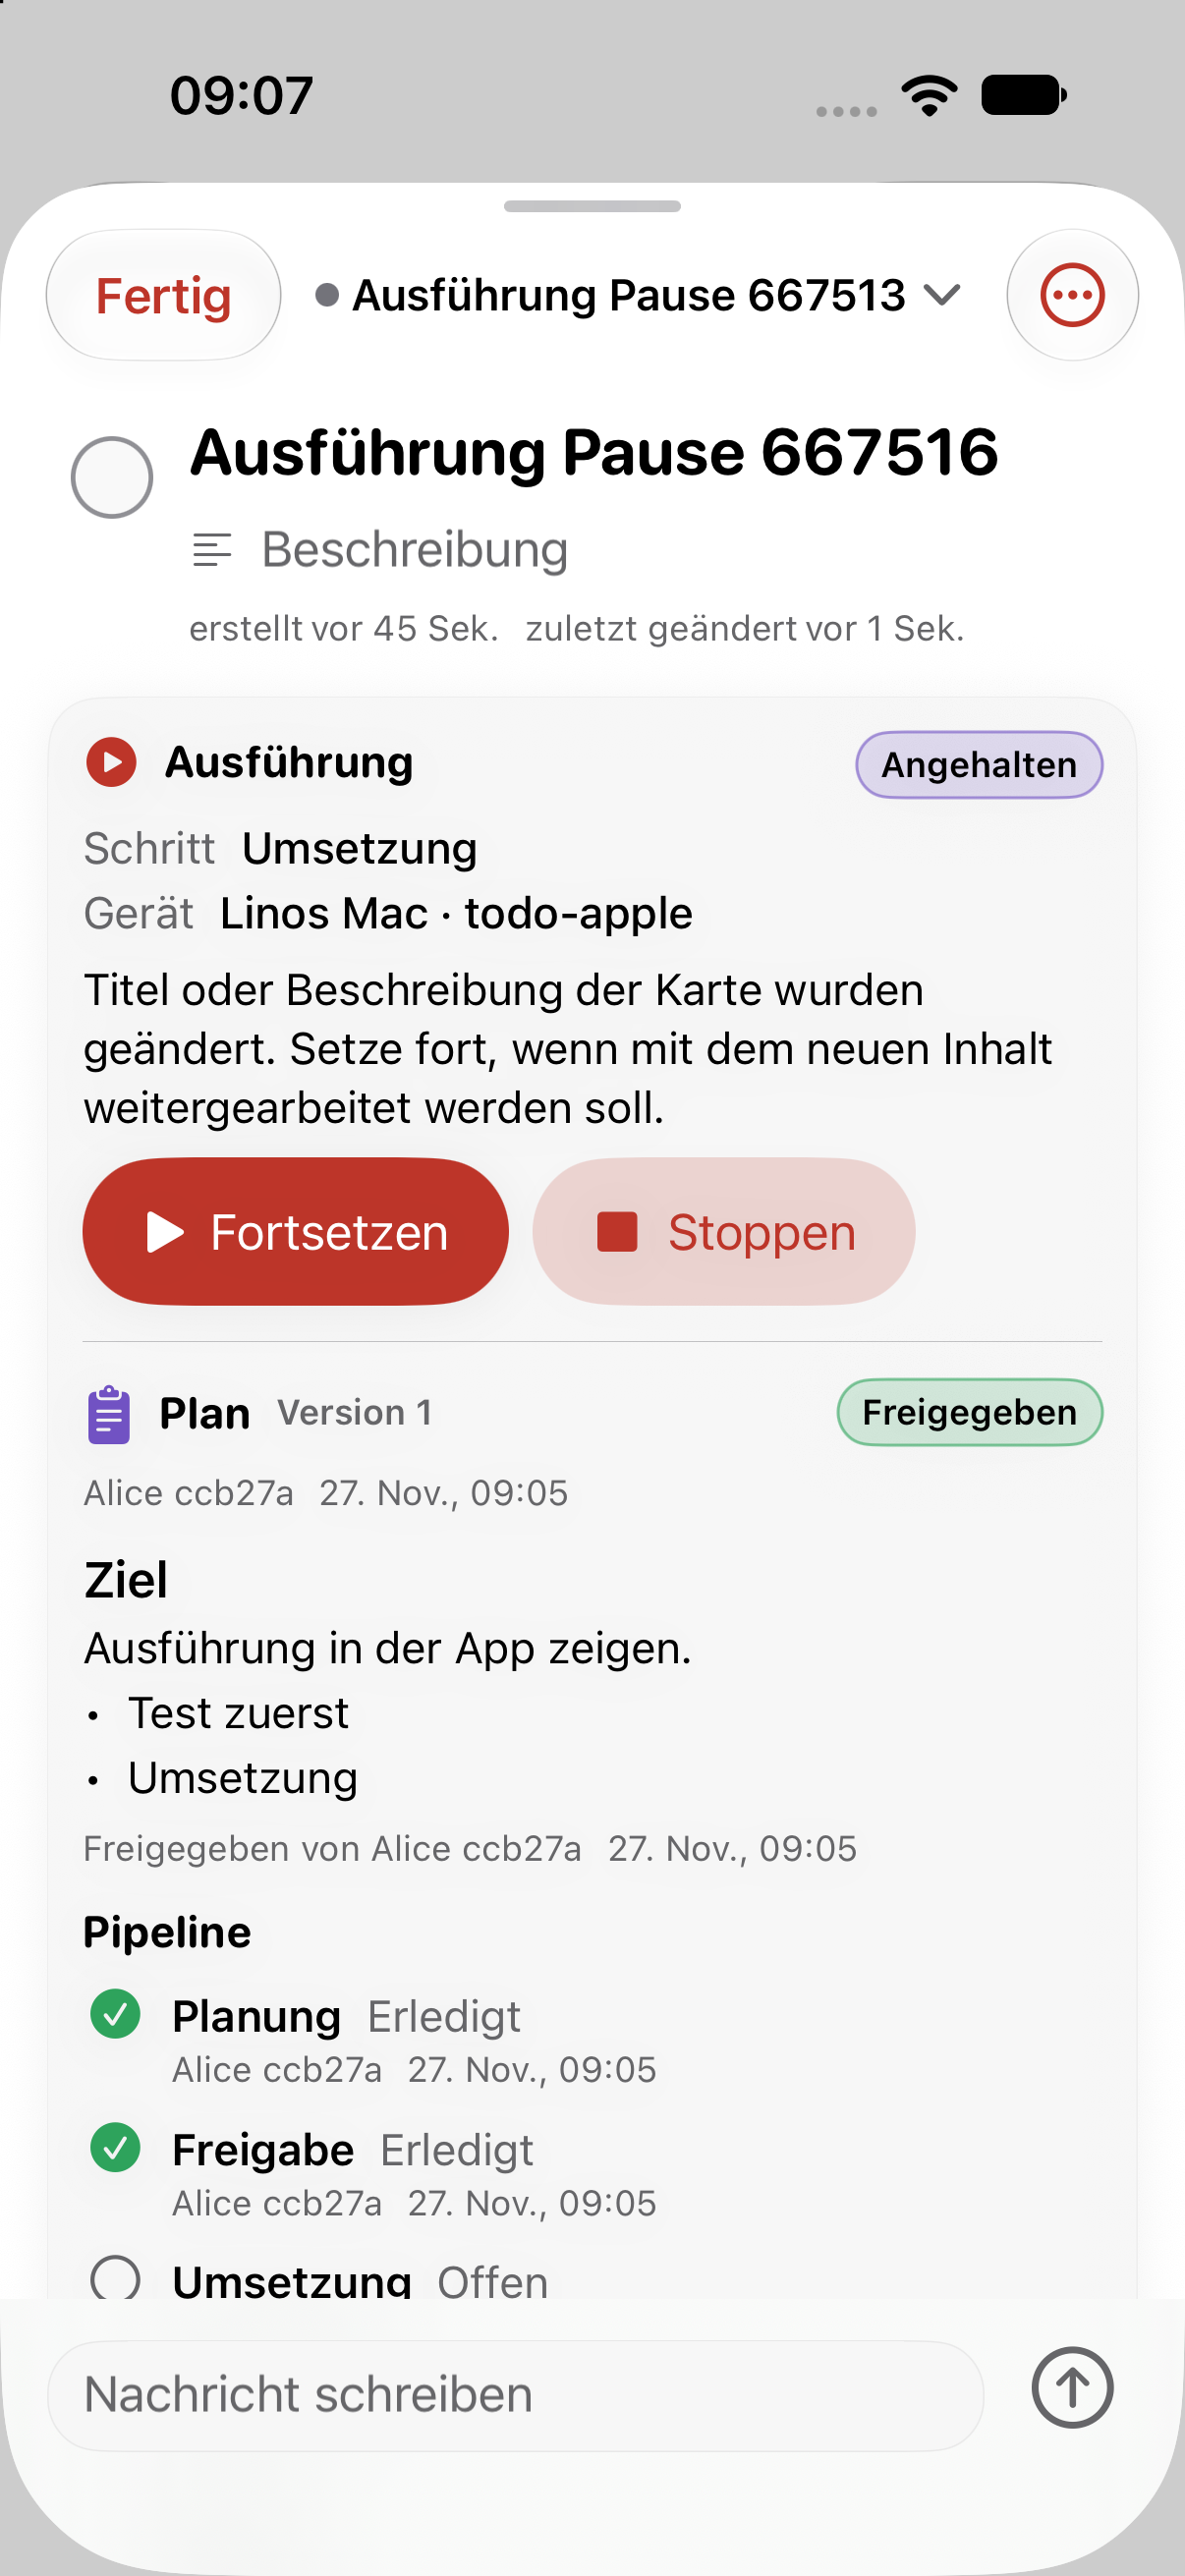 09:07
Fertig
Ausführung Pause 667513
Ausführung Pause 667516
Beschreibung
erstellt vor 45 Sek. zuletzt geändert vor 1 Sek.
Ausführung
Angehalten
Schritt Umsetzung
Gerät Linos Mac · todo-apple
Titel oder Beschreibung der Karte wurden
geändert. Setze fort, wenn mit dem neuen Inhalt
weitergearbeitet werden soll.
Fortsetzen
Stoppen
Plan Version 1
Freigegeben
Alice ccb27a 27. Nov., 09:05
Ziel
Ausführung in der App zeigen.
• Test zuerst
• Umsetzung
Freigegeben von Alice ccb27a 27. Nov., 09:05
Pipeline
Planung Erledigt
Alice ccb27a 27. Nov., 09:05
Freigabe Erledigt
Alice ccb27a 27. Nov., 09:05
Umsetzung Offen
Nachricht schreiben